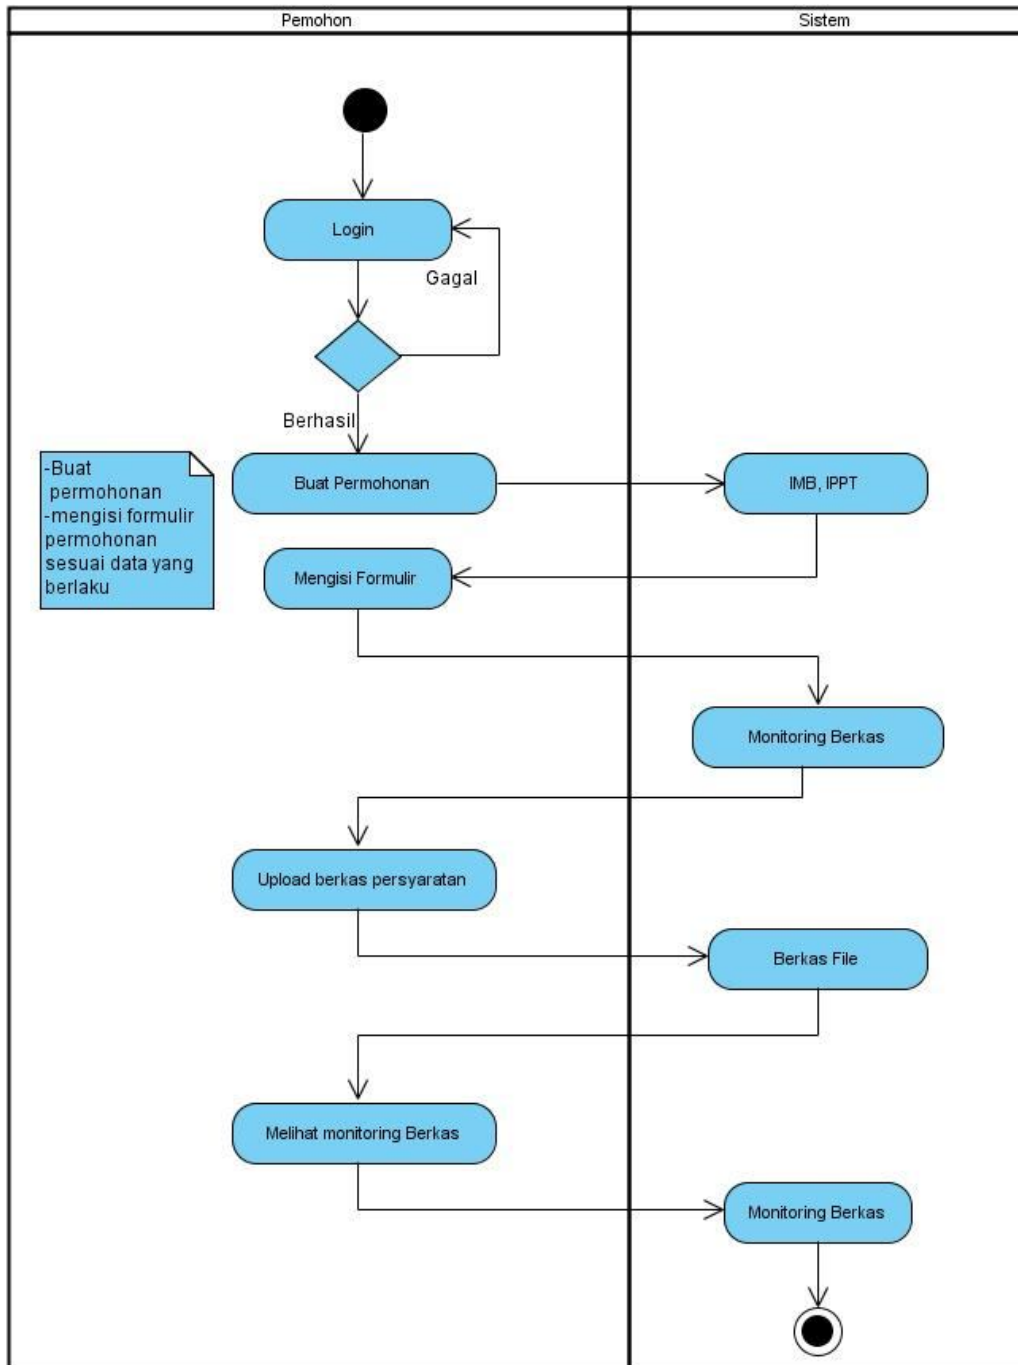 Pemohon
Sistem
Login
Gagal
Berhasil
-Buat
permohonan
-mengisi formulir
permohonan
sesuai data yang
berlaku
Buat Permohonan
IMB, IPPT
Mengisi Formulir
Monitoring Berkas
Upload berkas persyaratan
Berkas File
Melihat monitoring Berkas
Monitoring Berkas